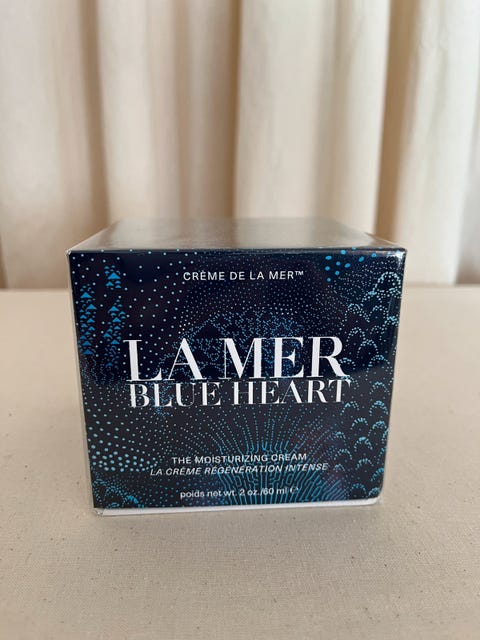 CRÈME DE LA MER™
LA MER
BLUE HEART
THE MOISTURIZING CREAM
LA CRÈME RÉGÉNÉRATION INTENSE
poids net wt. 2 oz./60 ml ℮